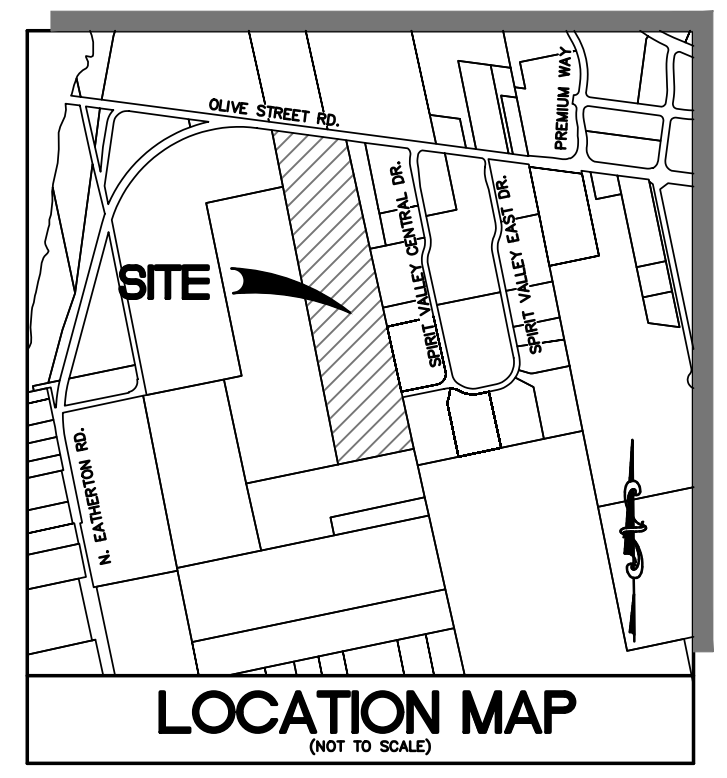 OLIVE STREET RD.
PREMIUM WAY
SPIRIT VALLEY CENTRAL DR.
SPIRIT VALLEY EAST DR.
SITE
N. EATHERTON RD.
LOCATION MAP
(NOT TO SCALE)